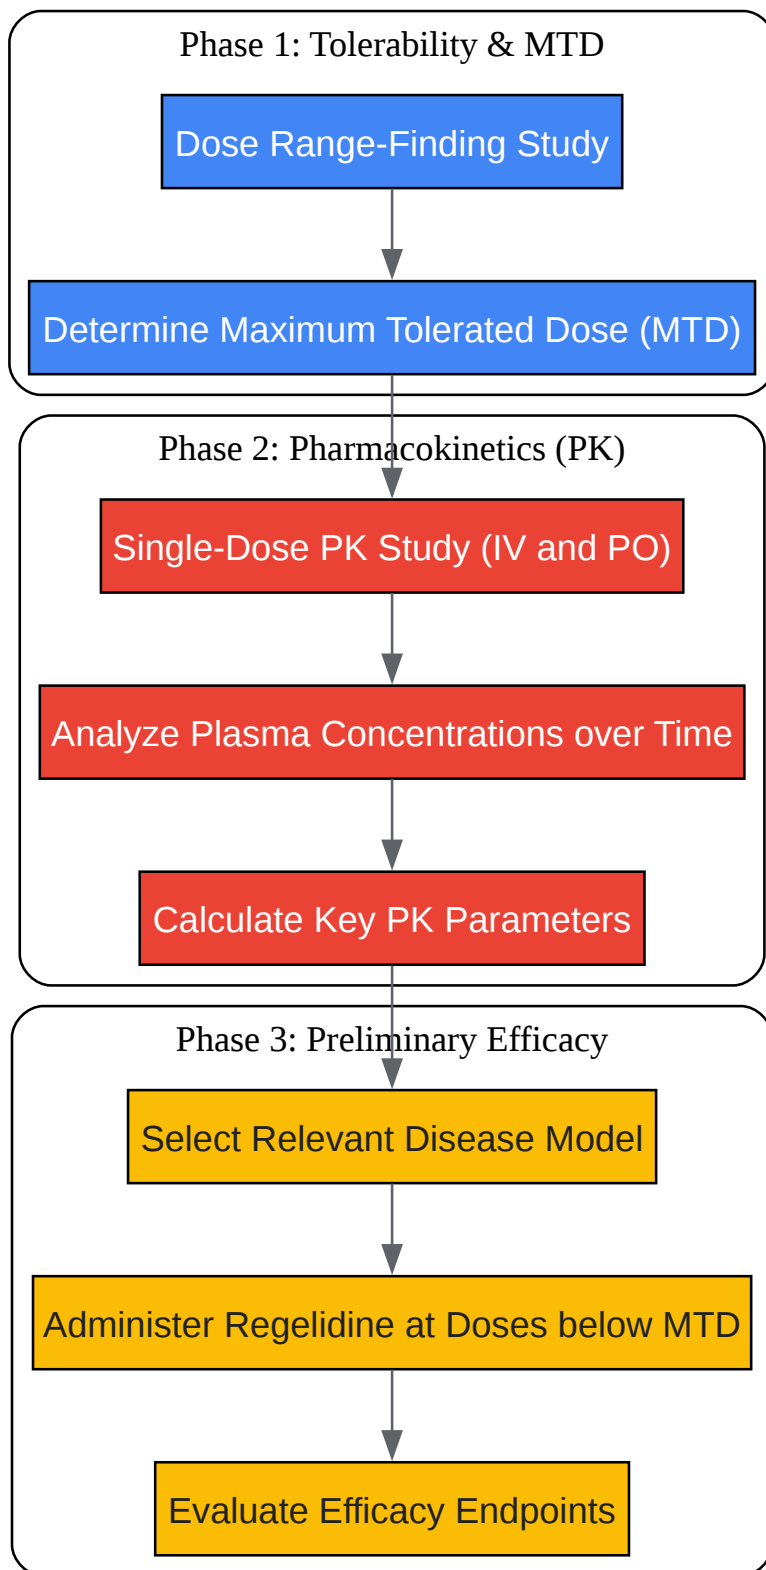 Phase 1: Tolerability & MTD
Dose Range-Finding Study
Determine Maximum Tolerated Dose (MTD)
Phase 2: Pharmacokinetics (PK)
Single-Dose PK Study (IV and PO)
Analyze Plasma Concentrations over Time
Calculate Key PK Parameters
Phase 3: Preliminary Efficacy
Select Relevant Disease Model
Administer Regelidine at Doses below MTD
Evaluate Efficacy Endpoints